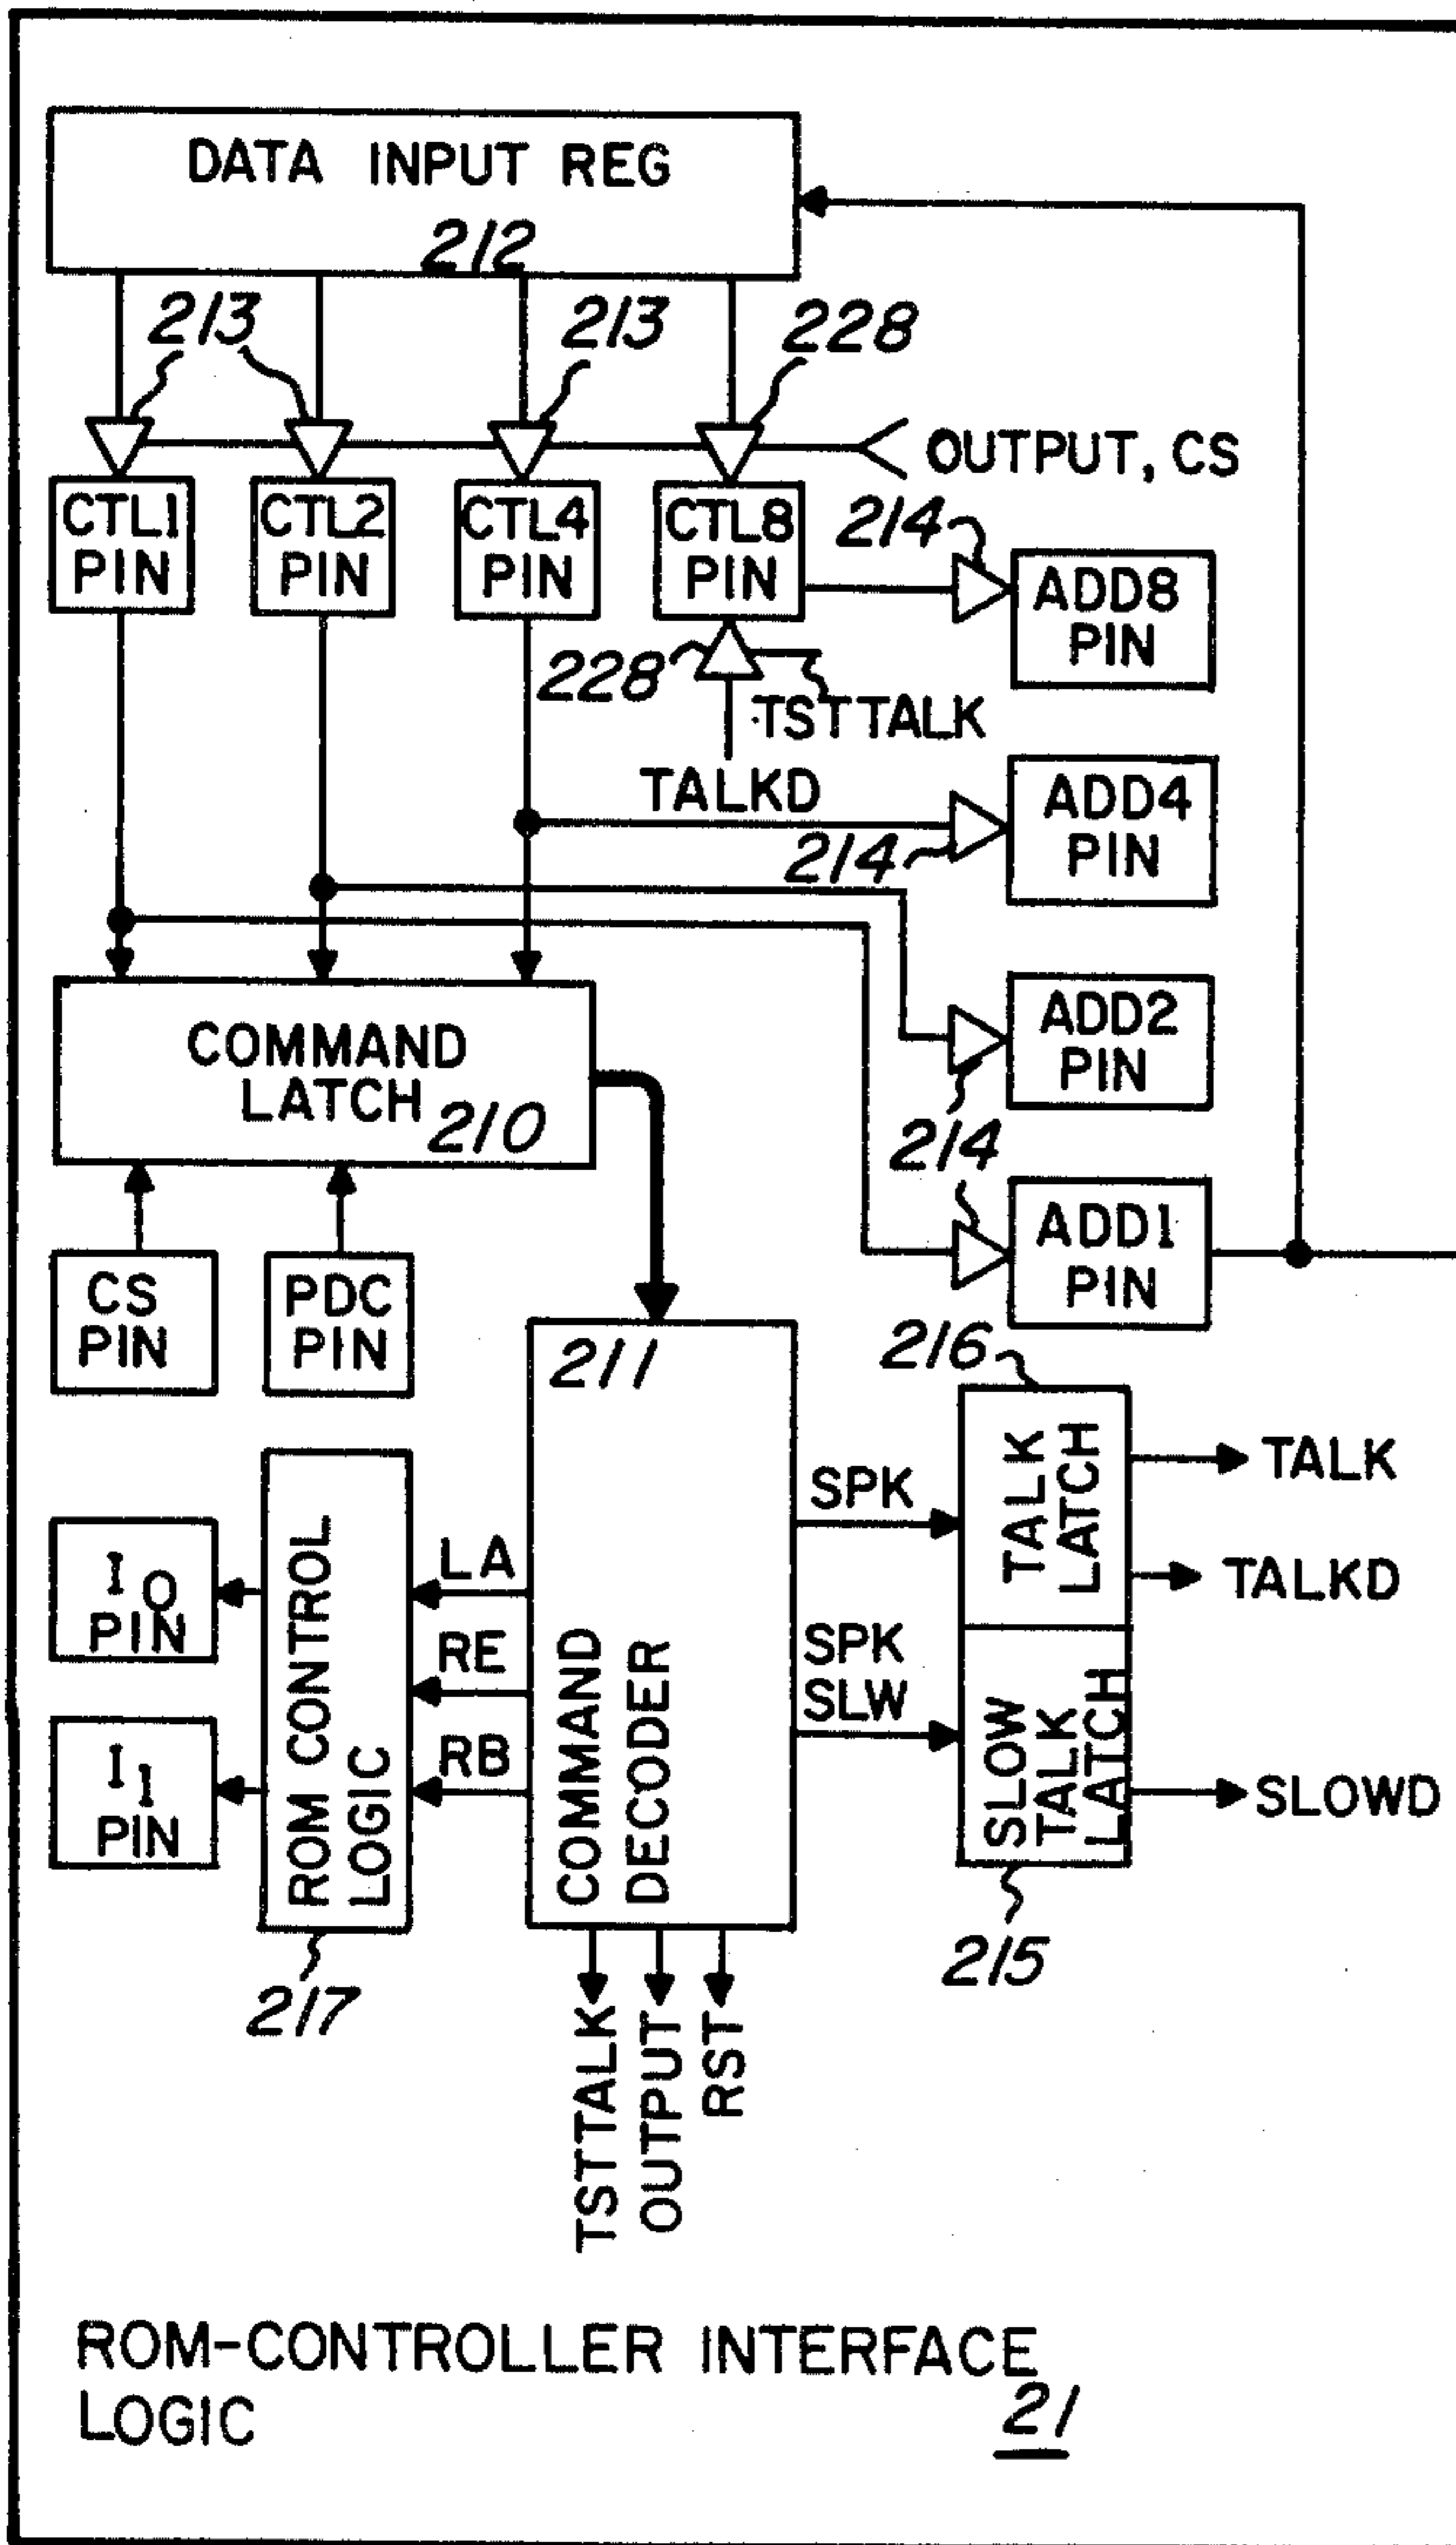 DATA INPUT REG
212
213
213
228
OUTPUT, CS
CTL1
PIN
CTL2
PIN
CTL4
PIN
CTL8
PIN
214
ADD8
PIN
228
TSTTALK
TALKD
ADD4
PIN
214
COMMAND
LATCH
210
ADD2
PIN
214
ADD1
PIN
CS
PIN
PDC
PIN
211
216
TALK
LATCH
TALK
SPK
TALKD
I0
PIN
LA
RE
RB
ROM CONTROL
LOGIC
COMMAND
DECODER
SPK
SLW
SLOW
TALK
LATCH
SLOWD
I1
PIN
215
217
TSTTALK
OUTPUT
RST
ROM-CONTROLLER INTERFACE
LOGIC
21